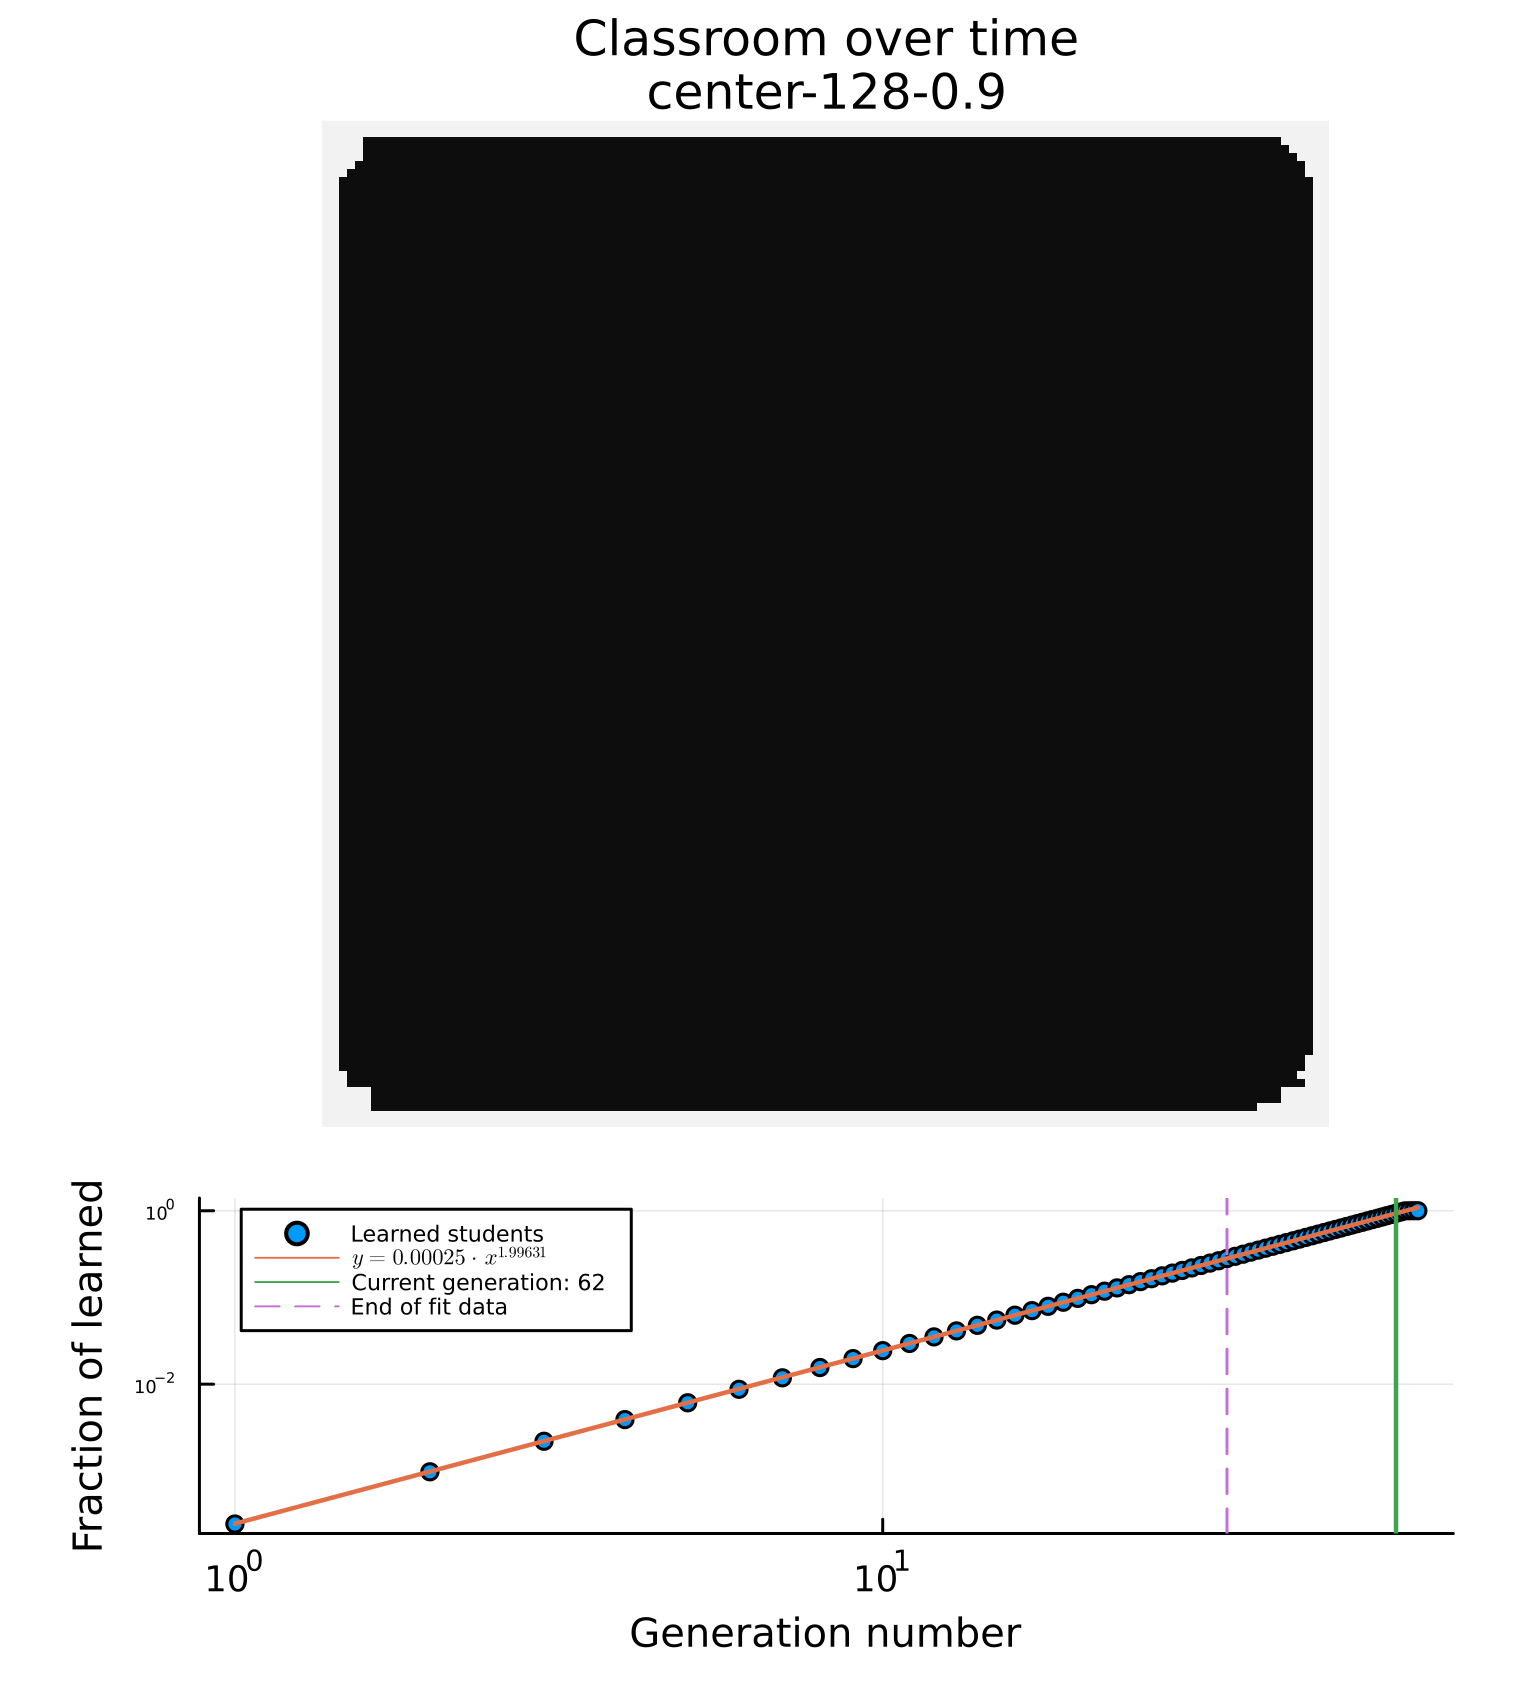 Classroom over time
center-128-0.9
Fraction of learned
10^0
10^-2
Learned students
y = 0.00025 · x^1.99631
Current generation: 62
End of fit data
10^0
10^1
Generation number